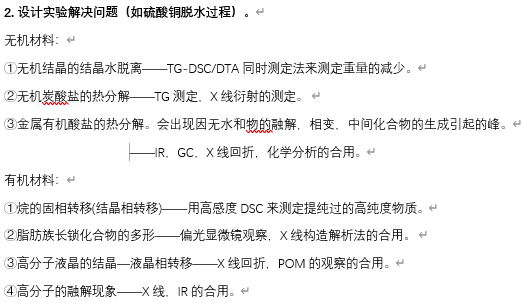 2. 设计实验解决问题（如硫酸铜脱水过程）。
无机材料：
①无机结晶的结晶水脱离——TG-DSC/DTA 同时测定法来测定重量的减少。
②无机炭酸盐的热分解——TG 测定，X 线衍射的测定。
③金属有机酸盐的热分解。会出现因无水和物的融解，相变，中间化合物的生成引起的峰。
——IR，GC，X 线回折，化学分析的合用。
有机材料：
①烷的固相转移(结晶相转移)——用高感度 DSC 来测定提纯过的高纯度物质。
②脂肪族长锁化合物的多形——偏光显微镜观察，X 线构造解析法的合用。
③高分子液晶的结晶—液晶相转移——X 线回折，POM 的观察的合用。
④高分子的融解现象——X 线，IR 的合用。